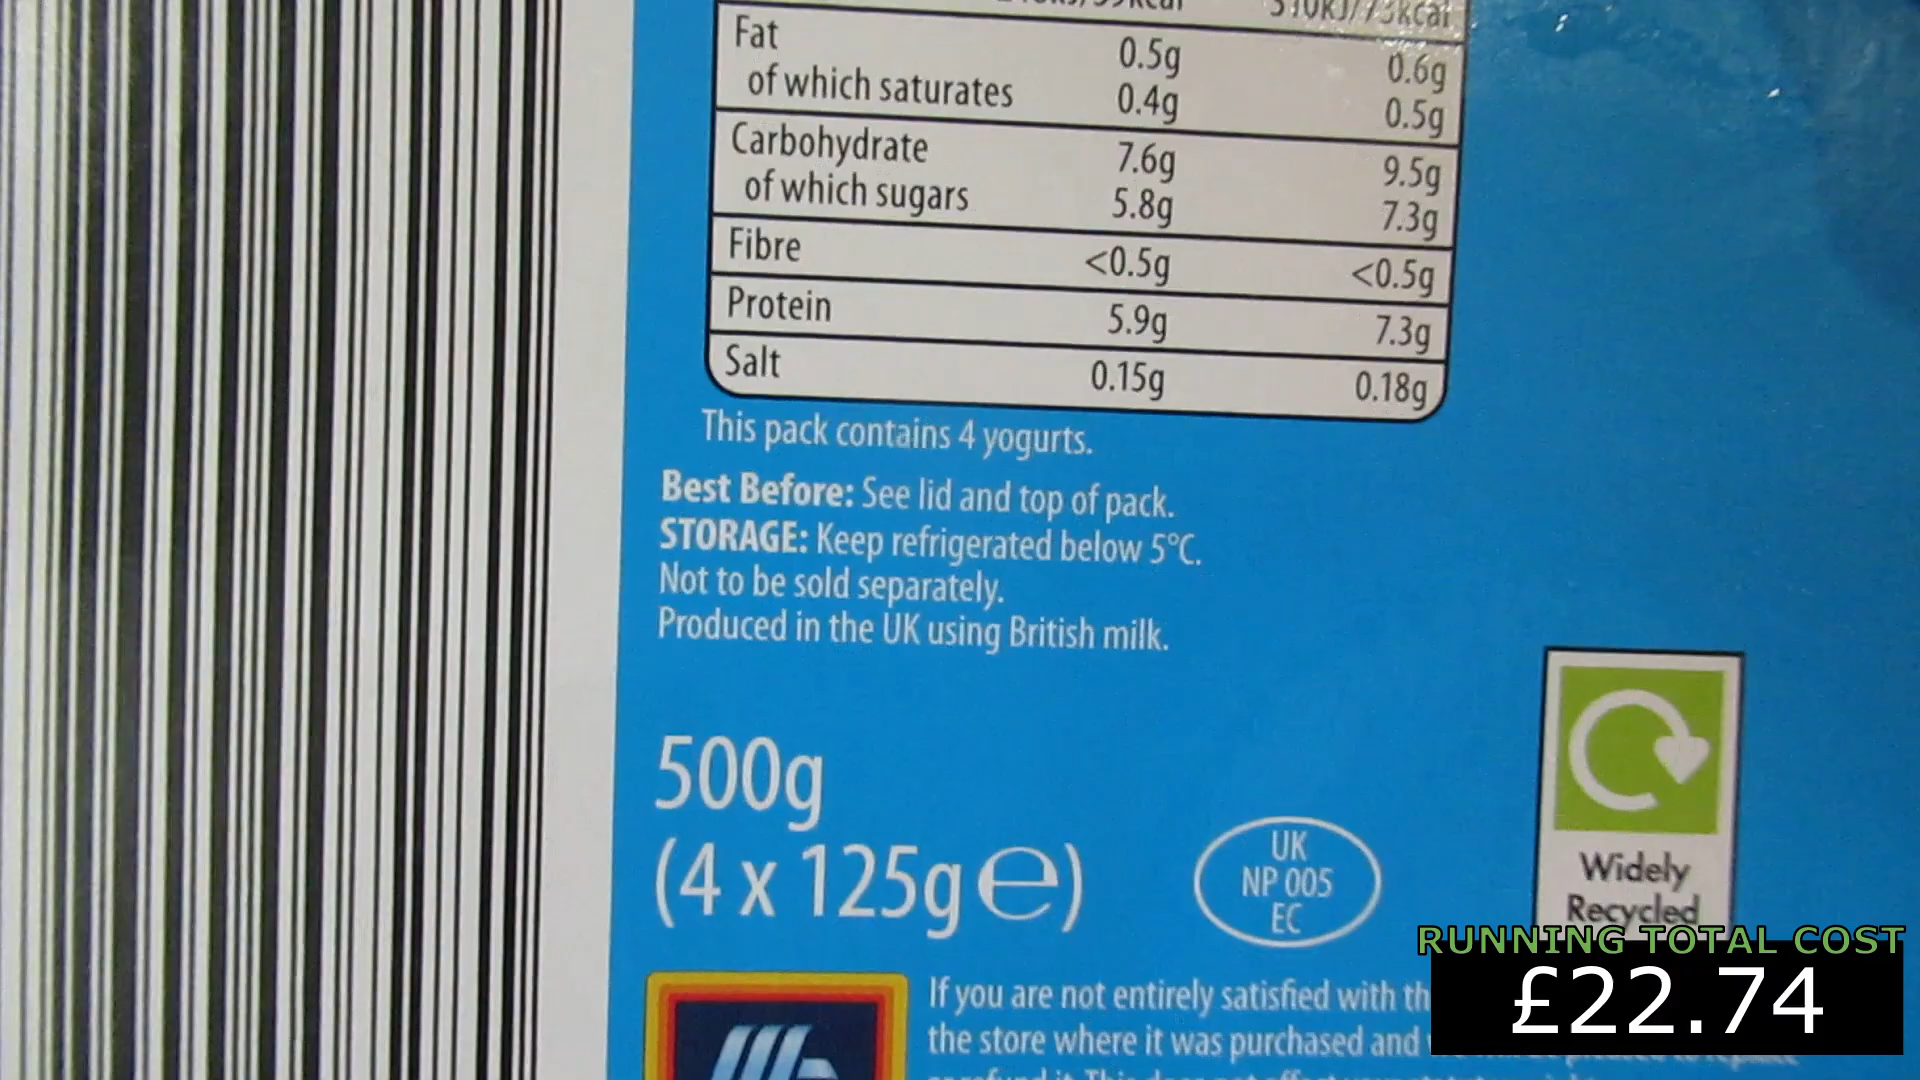 310kJ/73kcal
Fat 0.5g 0.6g
of which saturates 0.4g 0.5g
Carbohydrate 7.6g 9.5g
of which sugars 5.8g 7.3g
Fibre <0.5g <0.5g
Protein 5.9g 7.3g
Salt 0.15g 0.18g
This pack contains 4 yogurts.
Best Before: See lid and top of pack.
STORAGE: Keep refrigerated below 5°C.
Not to be sold separately.
Produced in the UK using British milk.
500g
(4 x 125g℮)
UK
NP 005
EC
Widely
Recycled
RUNNING TOTAL COST
£22.74
If you are not entirely satisfied with
the store where it was purchased and